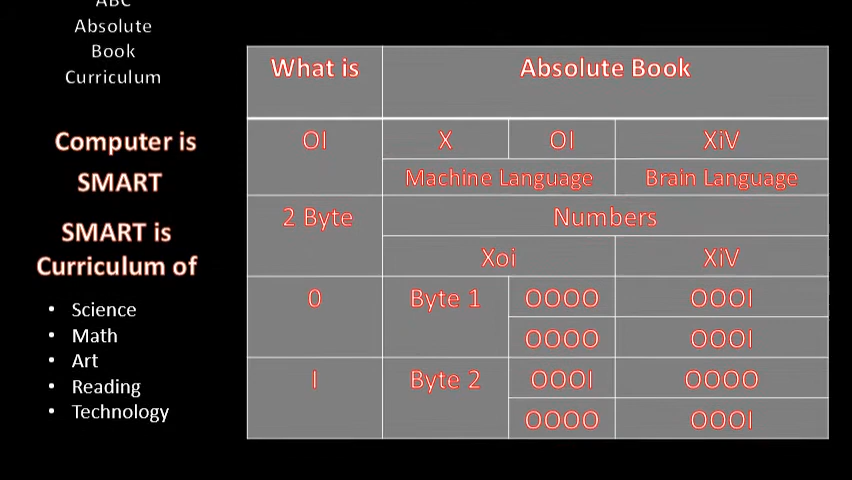 ABC
Absolute
Book
Curriculum
Computer is
SMART
SMART is
Curriculum of
• Science
• Math
• Art
• Reading
• Technology
What is Absolute Book
OI X OI XiV
Machine Language Brain Language
2 Byte Numbers
Xoi XiV
0 Byte 1 OOOO OOOI
OOOO OOOI
I Byte 2 OOOI OOOO
OOOO OOOI